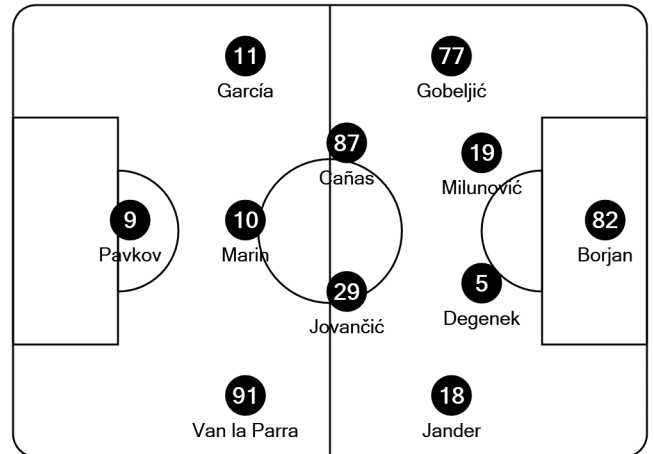 11
García
77
Gobeljić
87
Cañas
19
Milunović
9
Pavkov
10
Marin
82
Borjan
29
Jovančić
5
Degenek
91
Van la Parra
18
Jander